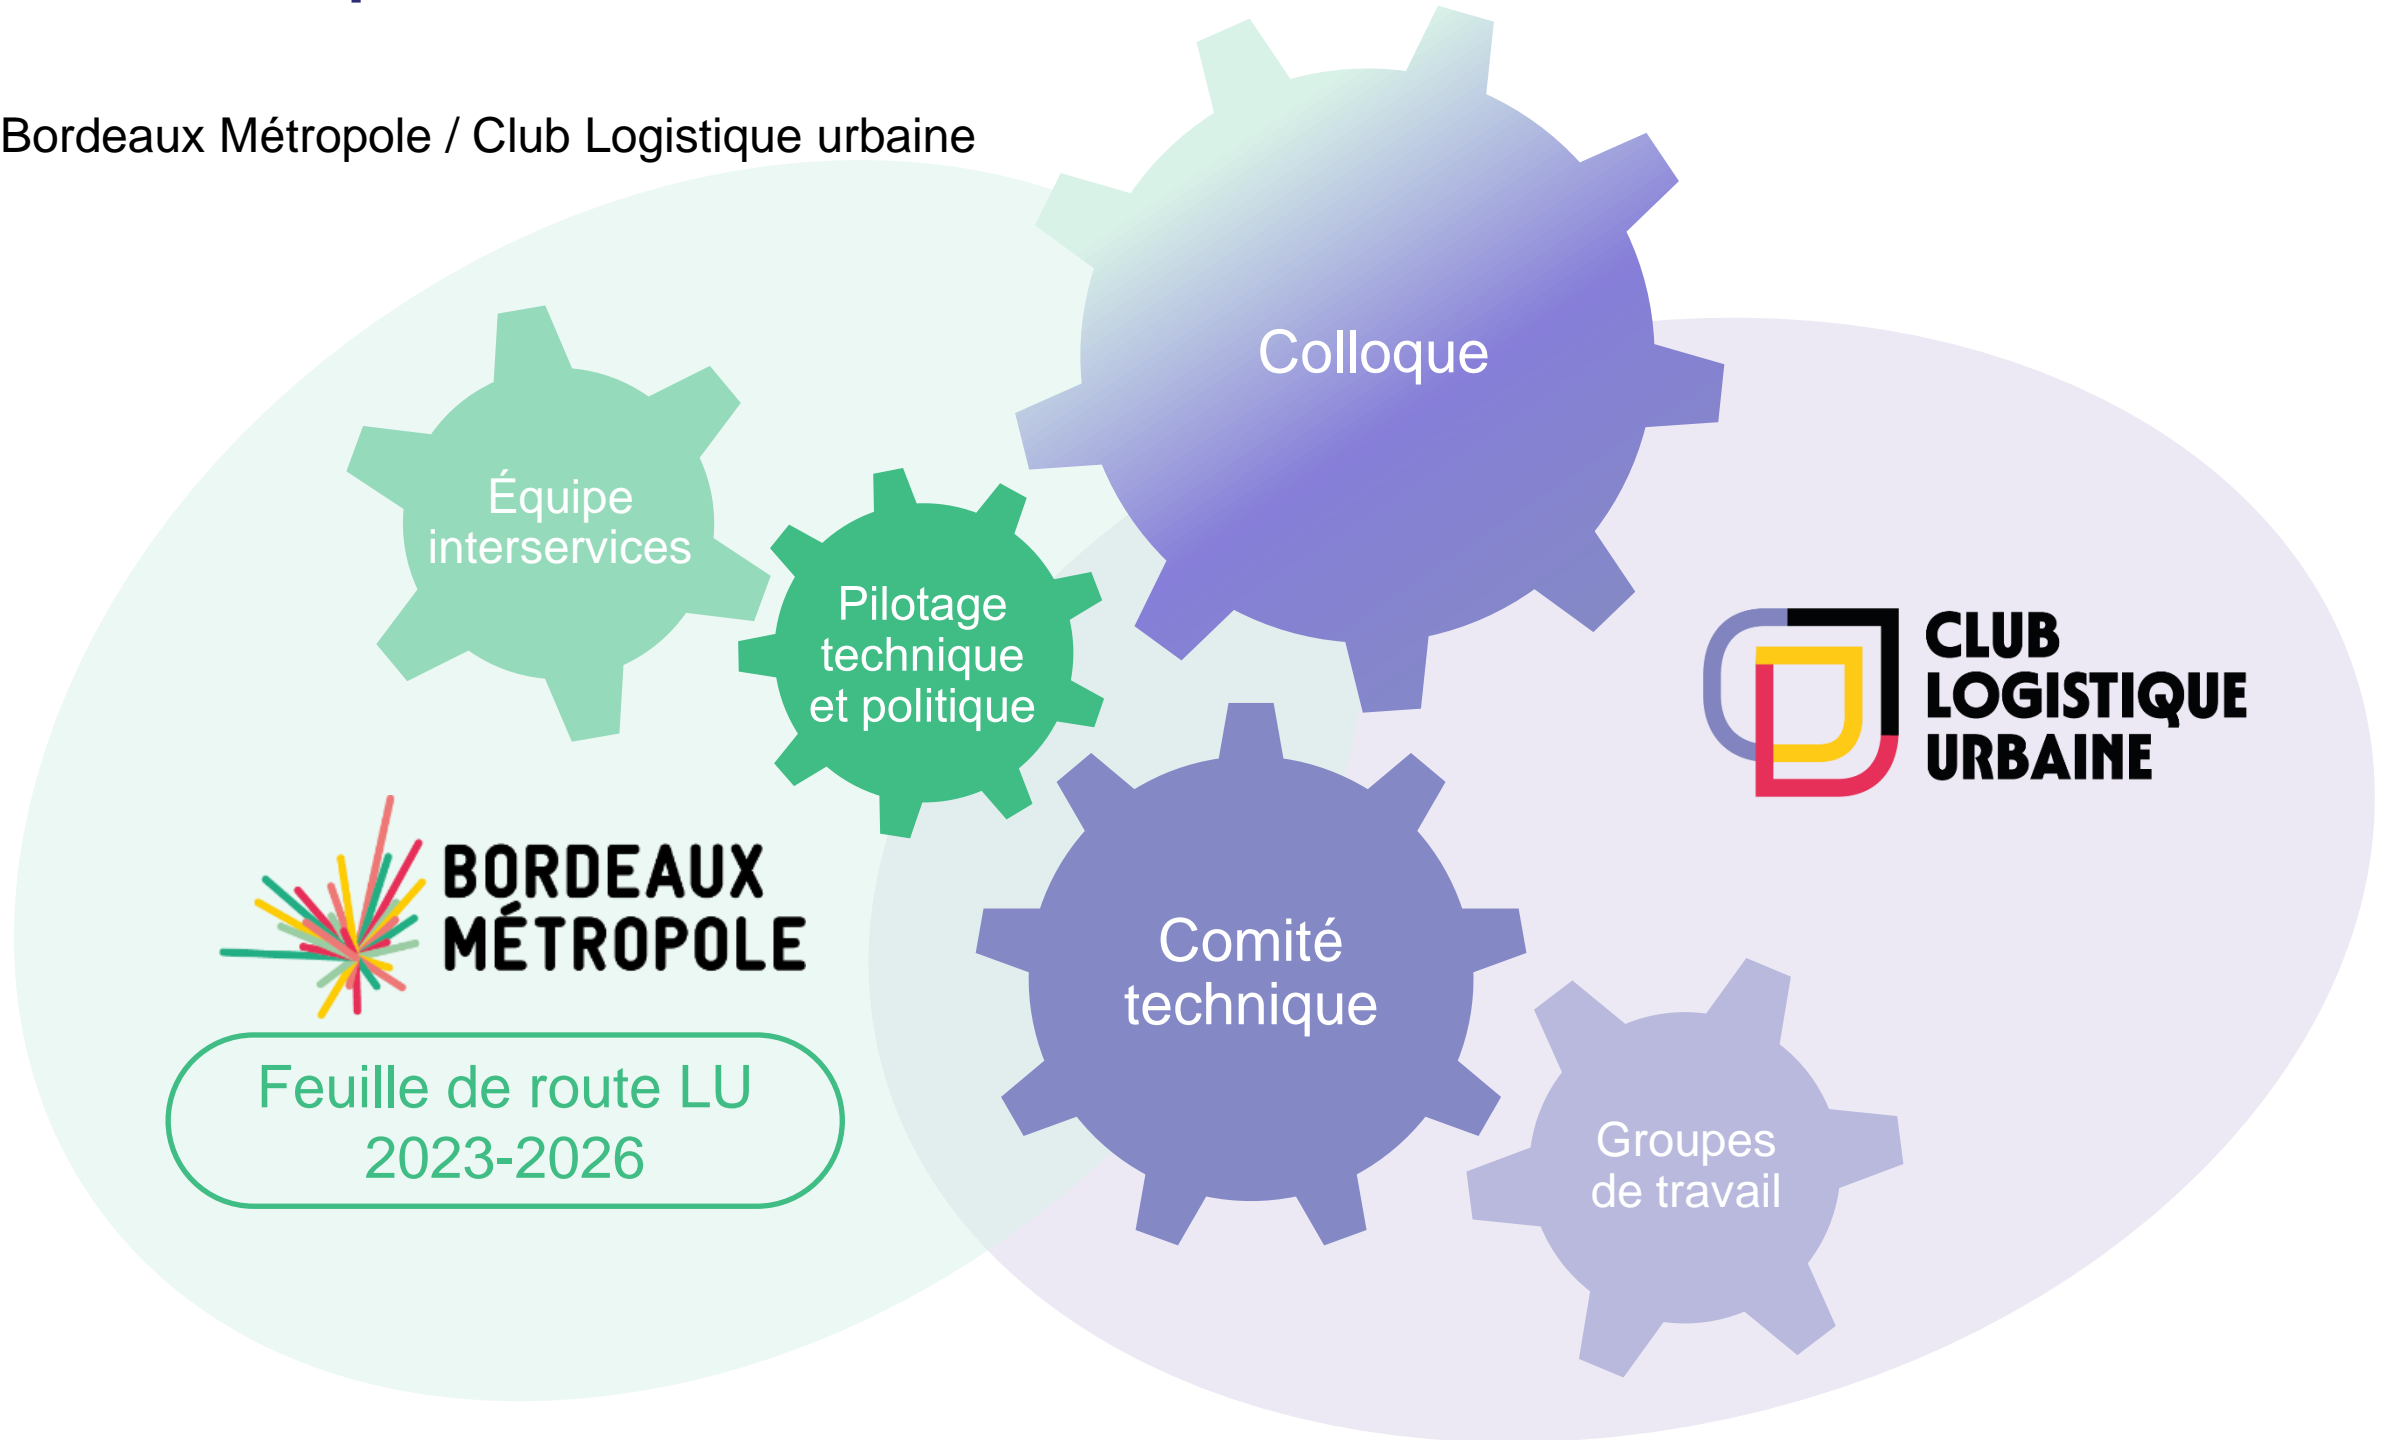 Bordeaux Métropole / Club Logistique urbaine
Colloque
Équipe
interservices
Pilotage
technique
et politique
CLUB
LOGISTIQUE
URBAINE
BORDEAUX
MÉTROPOLE
Comité
technique
Feuille de route LU
2023-2026
Groupes
de travail